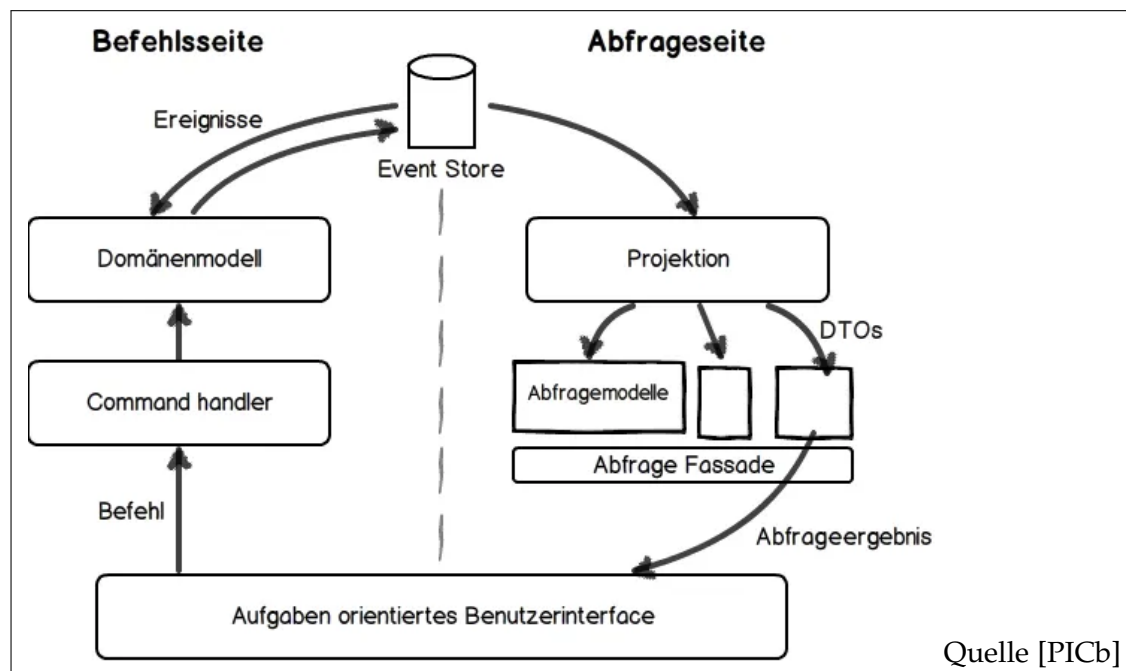 Befehlsseite
Abfrageseite
Ereignisse
Event Store
Domänenmodell
Projektion
DTOs
Command handler
Abfragemodelle
Abfrage Fassade
Befehl
Abfrageergebnis
Aufgaben orientiertes Benutzerinterface
Quelle [PICb]